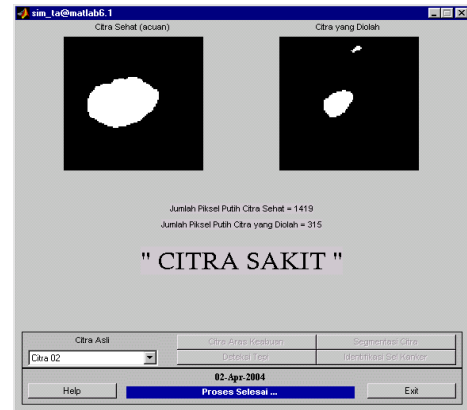 sim_ta@matlab6.1
Citra Sehat (acuan) Citra yang Diolah
Jumlah Piksel Putih Citra Sehat = 1419
Jumlah Piksel Putih Citra yang Diolah = 315
" CITRA SAKIT "
Citra Asli
Citra 02
Citra Aras Keabuan Segmentasi Citra
Deteksi Tepi Identifikasi Sel Kanker
02-Apr-2004
Help Proses Selesai ... Exit